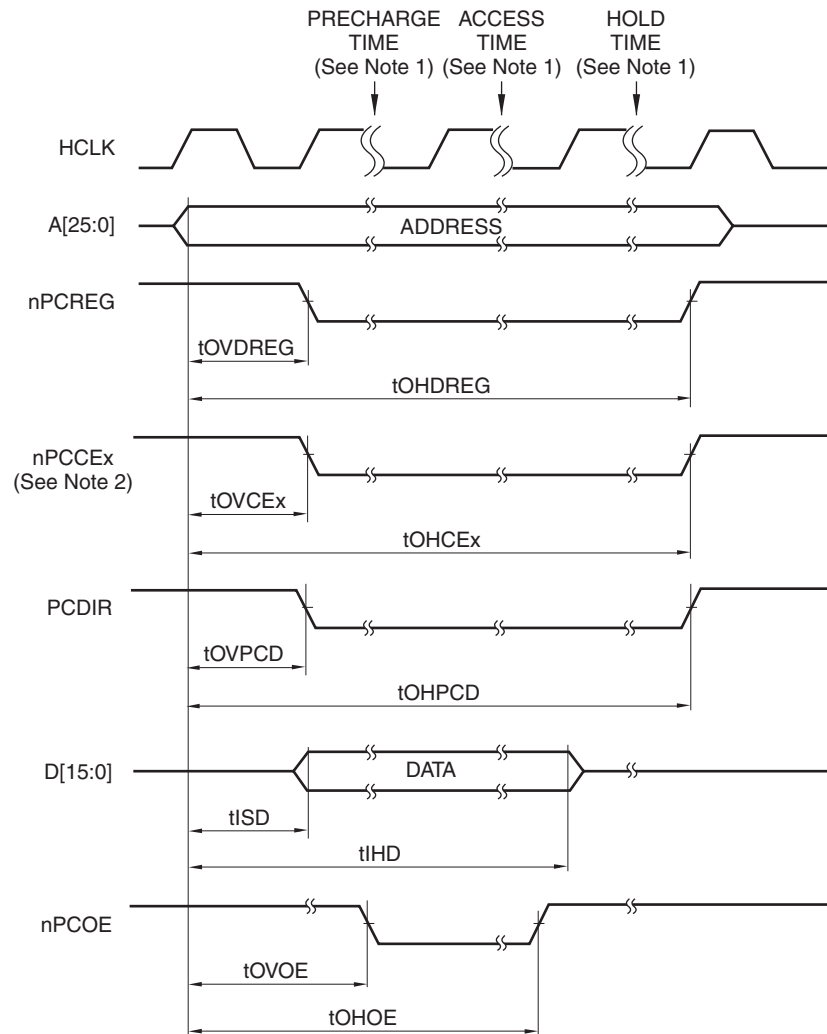 PRECHARGE
TIME
(See Note 1)
ACCESS
TIME
(See Note 1)
HOLD
TIME
(See Note 1)
HCLK
A[25:0]
ADDRESS
nPCREG
tOVDREG
tOHDREG
nPCCEx
(See Note 2)
tOVCEx
tOHCEx
PCDIR
tOVPCD
tOHPCD
D[15:0]
DATA
tISD
tIHD
nPCOE
tOVOE
tOHOE